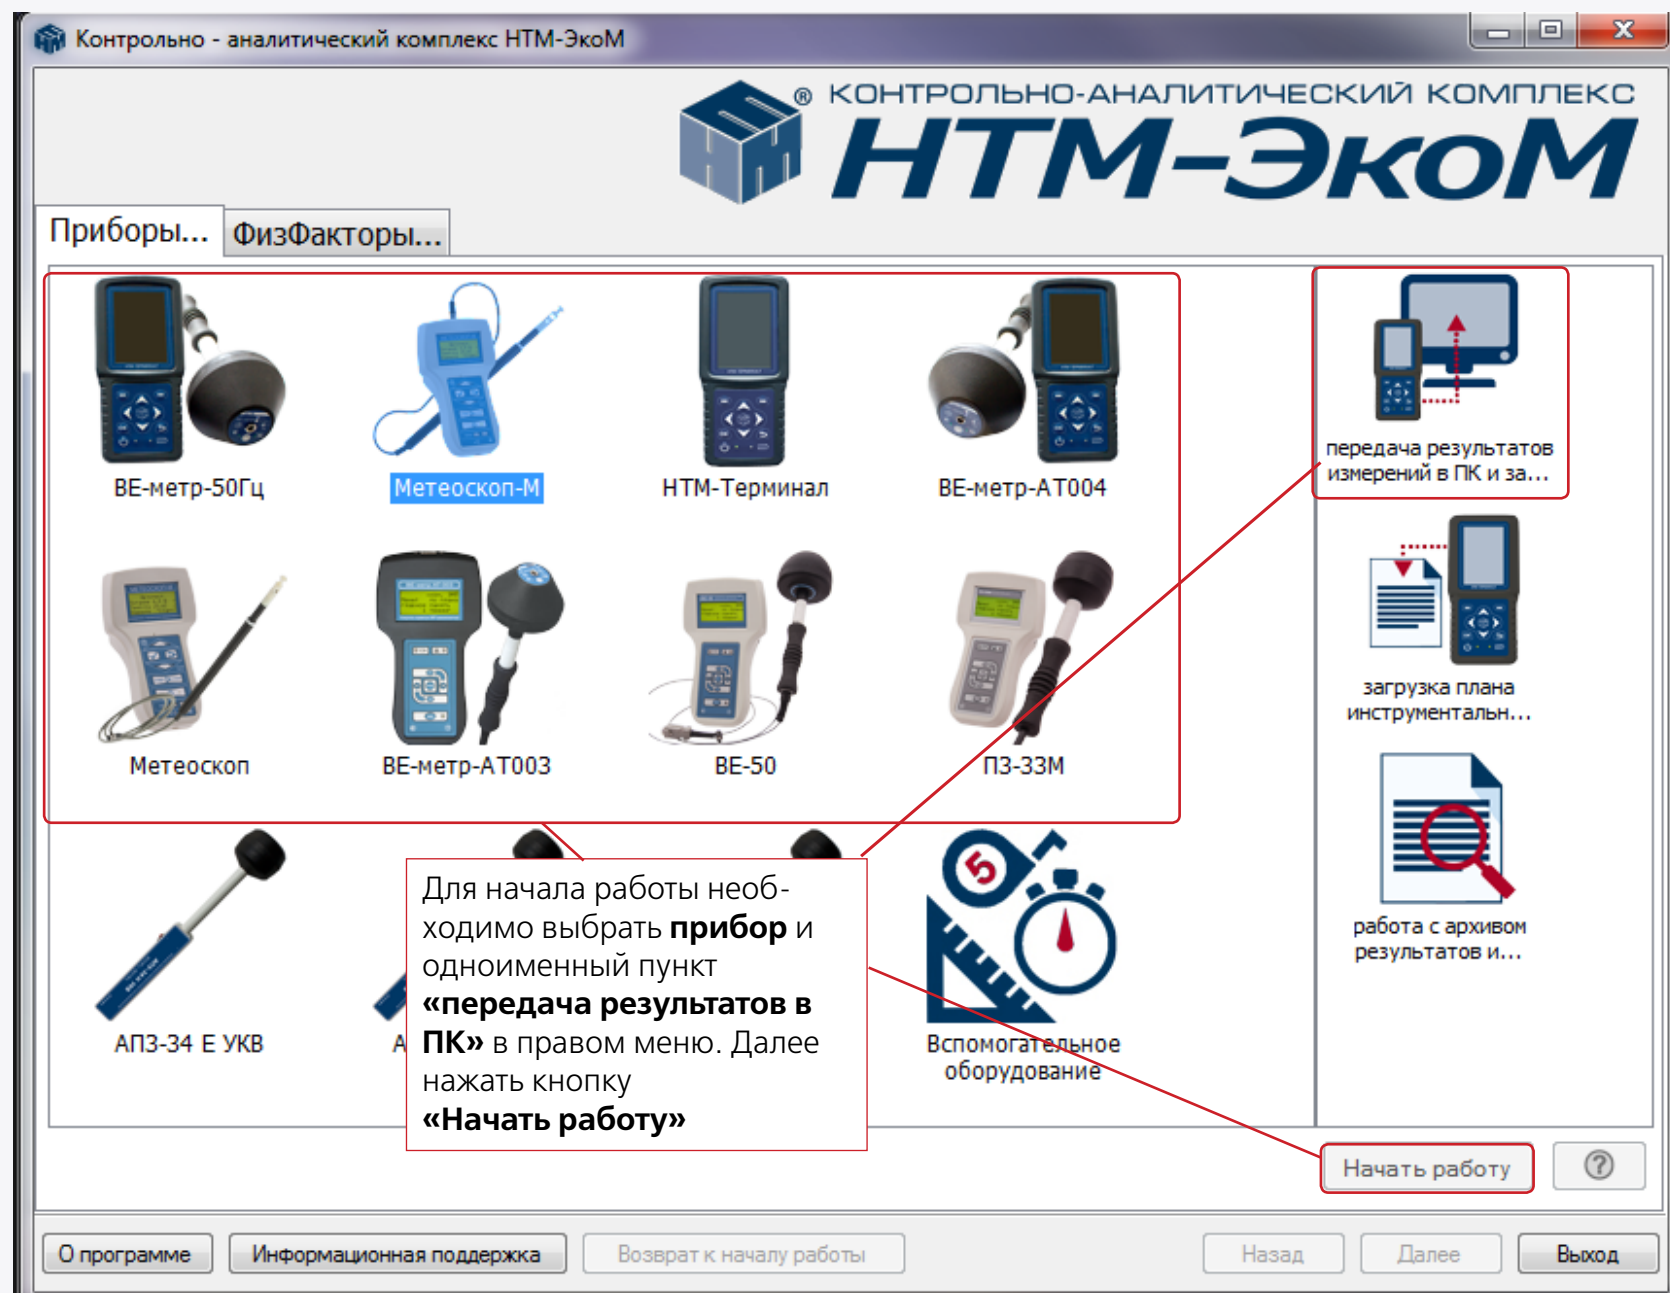 Контрольно - аналитический комплекс НТМ-ЭкоМ
® КОНТРОЛЬНО-АНАЛИТИЧЕСКИЙ КОМПЛЕКС
НТМ-ЭкоМ
Приборы...
ФизФакторы...
ВЕ-метр-50Гц
Метеоскоп-М
НТМ-Терминал
ВЕ-метр-АТ004
передача результатов
измерений в ПК и за...
Метеоскоп
ВЕ-метр-АТ003
ВЕ-50
П3-33М
загрузка плана
инструментальн...
АП3-34 Е УКВ
А
5
Вспомогательное
оборудование
работа с архивом
результатов и...
Для начала работы необ-
ходимо выбрать прибор и
одноименный пункт
«передача результатов в
ПК» в правом меню. Далее
нажать кнопку
«Начать работу»
Начать работу
?
О программе
Информационная поддержка
Возврат к началу работы
Назад
Далее
Выход